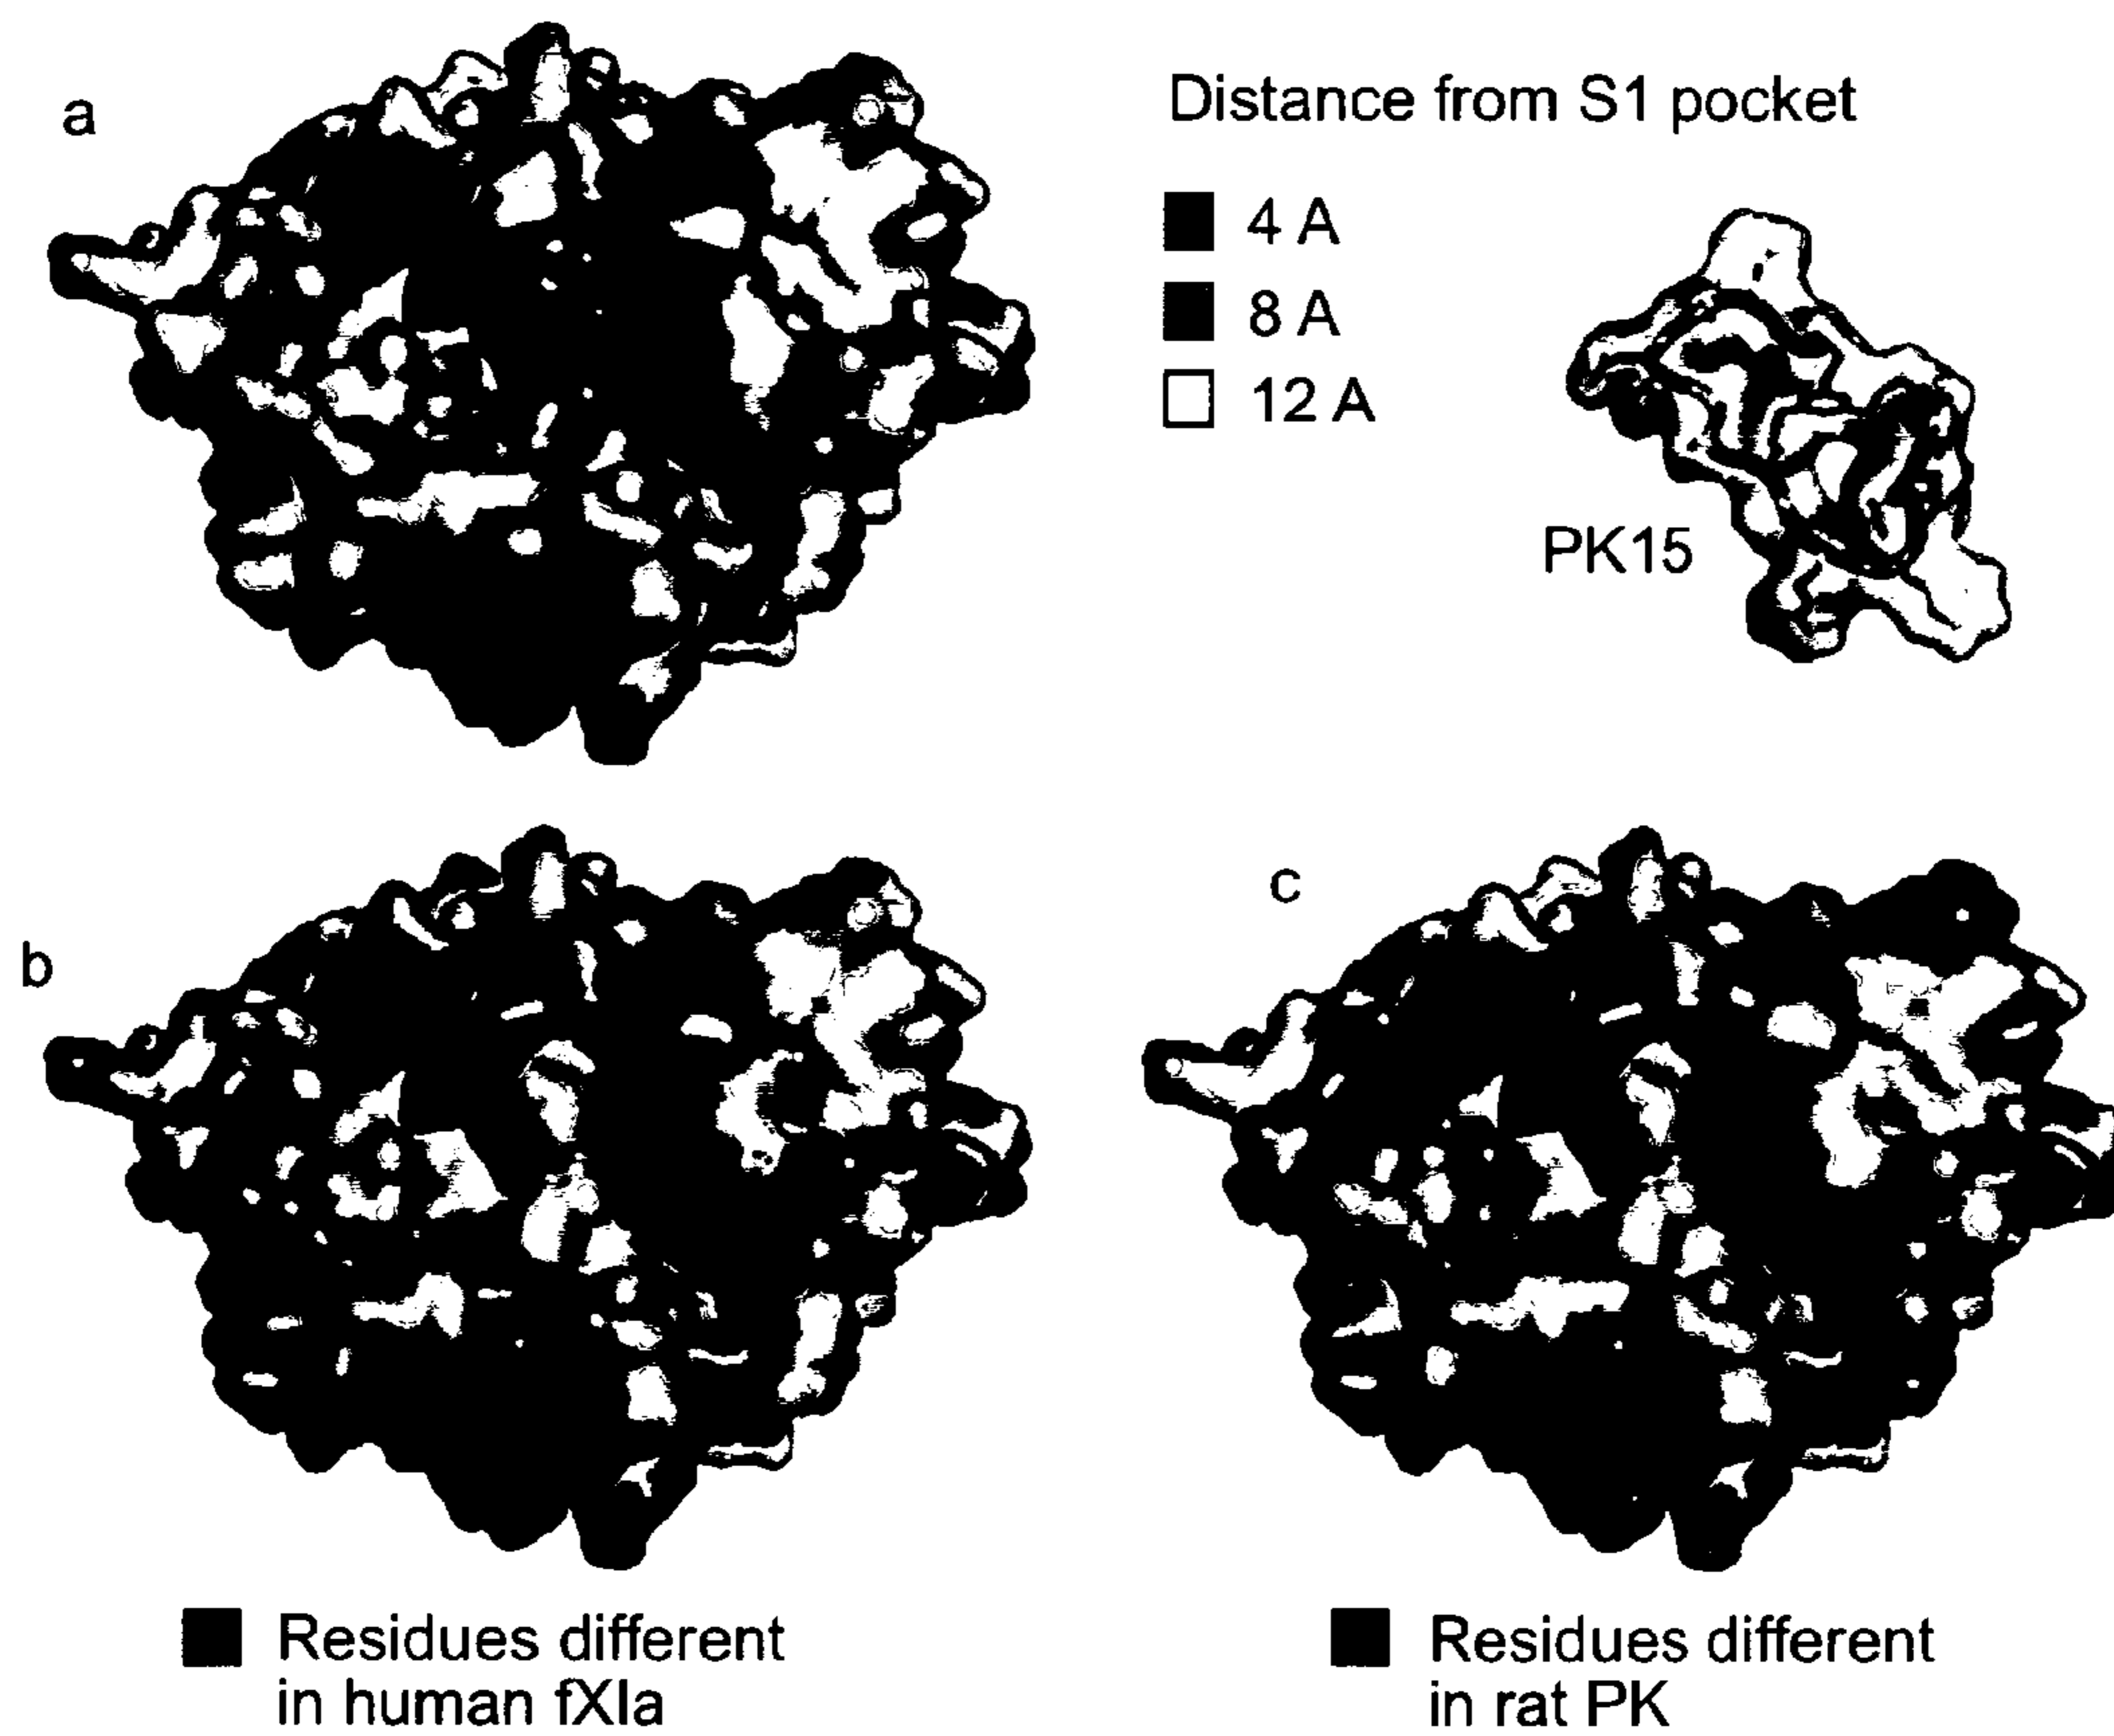 a
Distance from S1 pocket
4 A
8 A
12 A
PK15
b
c
Residues different
in human fXIa
Residues different
in rat PK